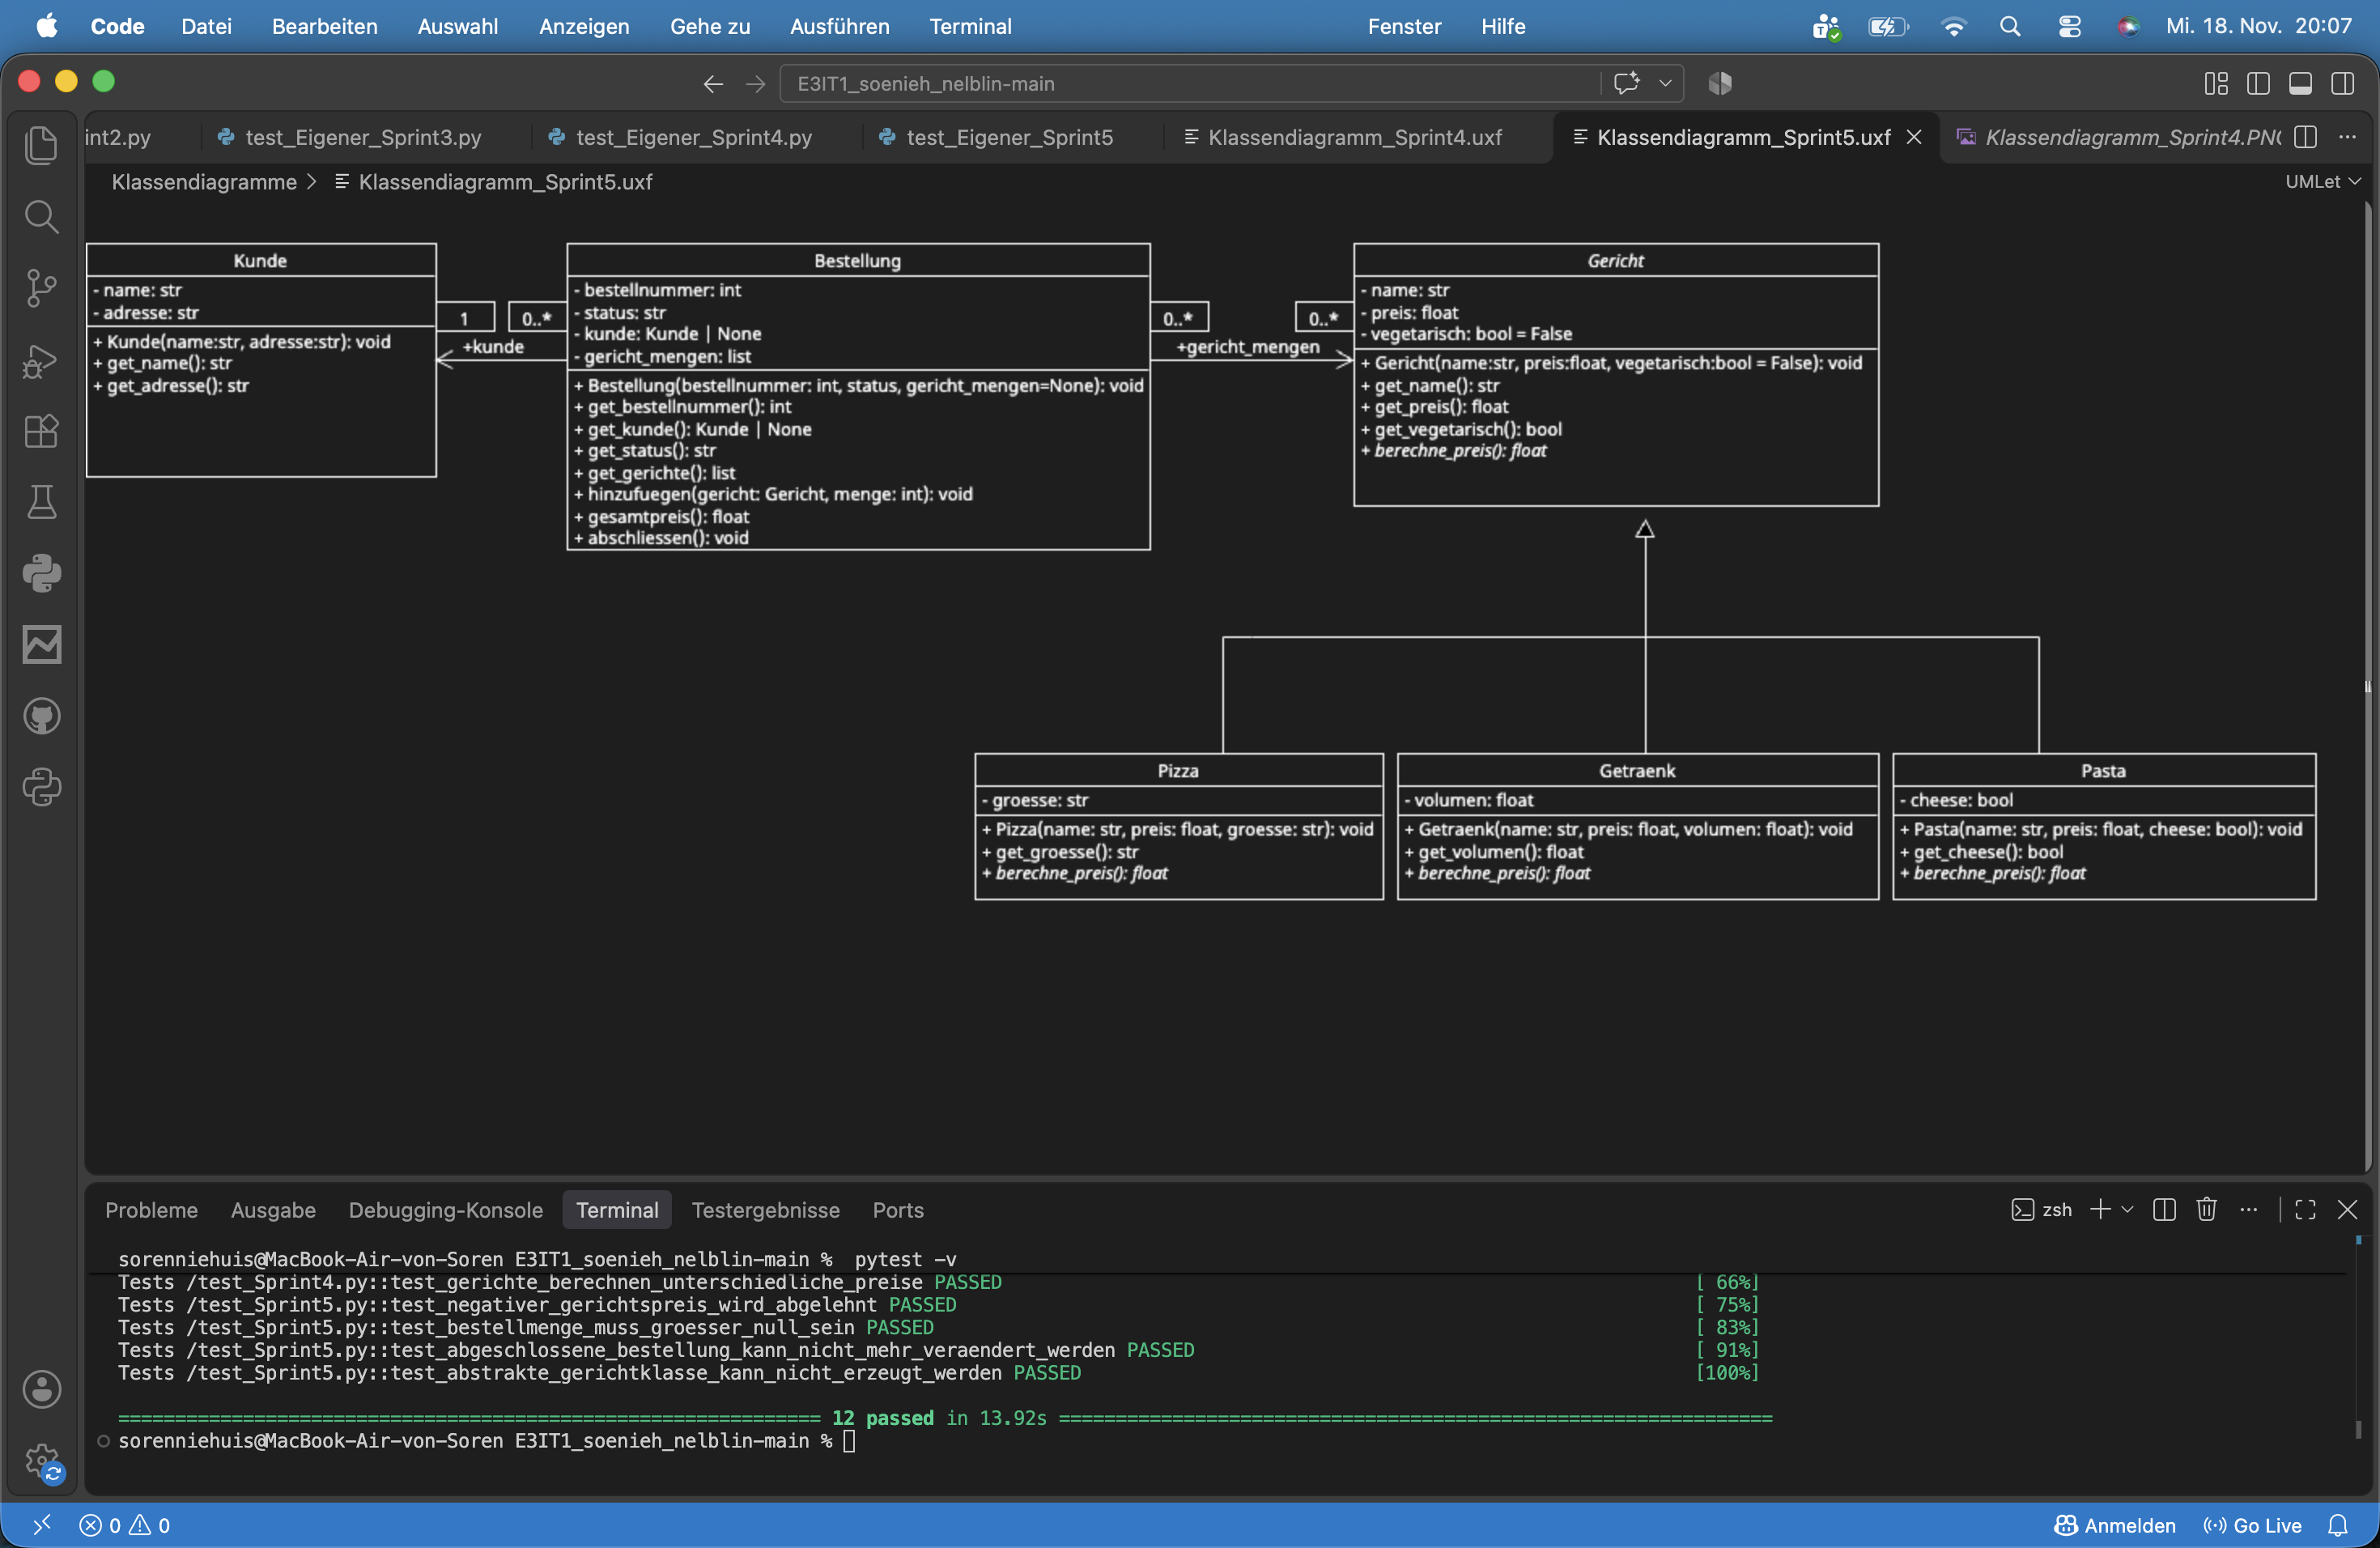 Code Datei Bearbeiten Auswahl Anzeigen Gehe zu Ausführen Terminal Fenster Hilfe Mi. 18. Nov. 20:07
E3IT1_soenieh_nelblin-main
int2.py test_Eigener_Sprint3.py test_Eigener_Sprint4.py test_Eigener_Sprint5 Klassendiagramm_Sprint4.uxf Klassendiagramm_Sprint5.uxf Klassendiagramm_Sprint4.PN
Klassendiagramme > Klassendiagramm_Sprint5.uxf UMLet
Kunde
- name: str
- adresse: str
+ Kunde(name:str, adresse:str): void
+ get_name(): str
+ get_adresse(): str
1 0..*
+kunde
Bestellung
- bestellnummer: int
- status: str
- kunde: Kunde | None
- gericht_mengen: list
+ Bestellung(bestellnummer: int, status, gericht_mengen=None): void
+ get_bestellnummer(): int
+ get_kunde(): Kunde | None
+ get_status(): str
+ get_gerichte(): list
+ hinzufuegen(gericht: Gericht, menge: int): void
+ gesamtpreis(): float
+ abschliessen(): void
0..* 0..*
+gericht_mengen
Gericht
- name: str
- preis: float
- vegetarisch: bool = False
+ Gericht(name:str, preis:float, vegetarisch:bool = False): void
+ get_name(): str
+ get_preis(): float
+ get_vegetarisch(): bool
+ berechne_preis(): float
Pizza
- groesse: str
+ Pizza(name: str, preis: float, groesse: str): void
+ get_groesse(): str
+ berechne_preis(): float
Getraenk
- volumen: float
+ Getraenk(name: str, preis: float, volumen: float): void
+ get_volumen(): float
+ berechne_preis(): float
Pasta
- cheese: bool
+ Pasta(name: str, preis: float, cheese: bool): void
+ get_cheese(): bool
+ berechne_preis(): float
Probleme Ausgabe Debugging-Konsole Terminal Testergebnisse Ports zsh
sorenniehuis@MacBook-Air-von-Soren E3IT1_soenieh_nelblin-main % pytest -v
Tests /test_Sprint4.py::test_gerichte_berechnen_unterschiedliche_preise PASSED [ 66%]
Tests /test_Sprint5.py::test_negativer_gerichtspreis_wird_abgelehnt PASSED [ 75%]
Tests /test_Sprint5.py::test_bestellmenge_muss_groesser_null_sein PASSED [ 83%]
Tests /test_Sprint5.py::test_abgeschlossene_bestellung_kann_nicht_mehr_veraendert_werden PASSED [ 91%]
Tests /test_Sprint5.py::test_abstrakte_gerichtklasse_kann_nicht_erzeugt_werden PASSED [100%]
============================================================== 12 passed in 13.92s ===============================================================
sorenniehuis@MacBook-Air-von-Soren E3IT1_soenieh_nelblin-main %
0 0 Anmelden Go Live